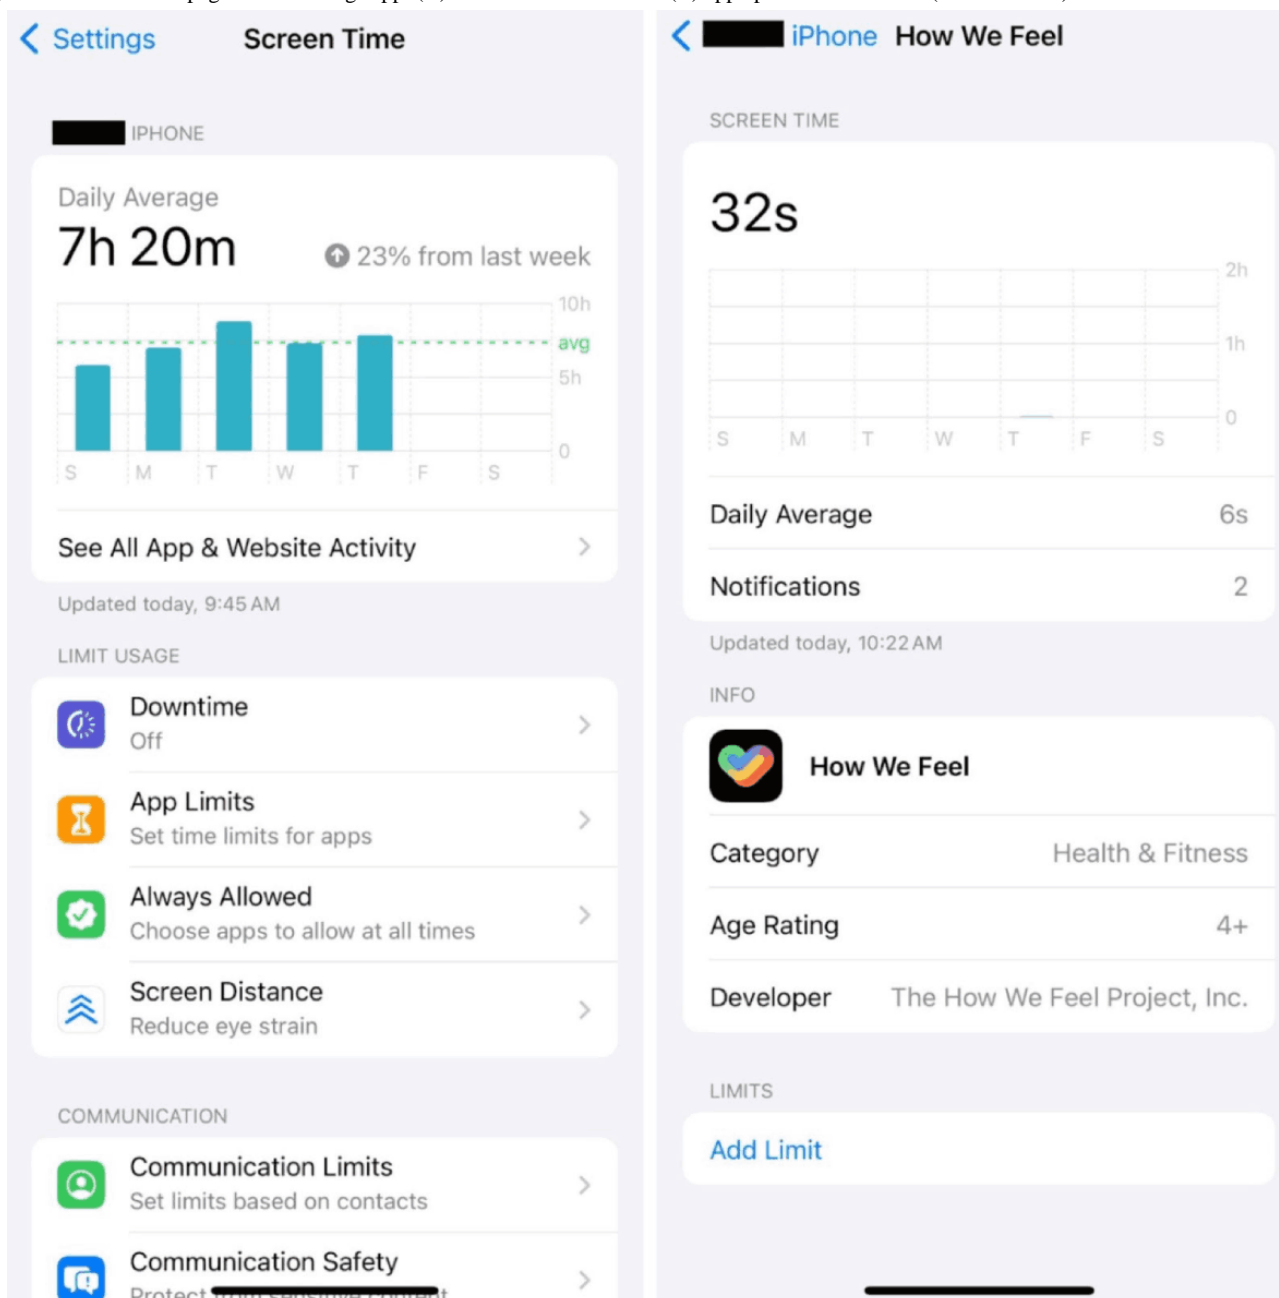 Settings
Screen Time
IPHONE
Daily Average
7h 20m
23% from last week
10h
avg
5h
0
S M T W T F S
See All App & Website Activity
Updated today, 9:45 AM
LIMIT USAGE
Downtime
Off
App Limits
Set time limits for apps
Always Allowed
Choose apps to allow at all times
Screen Distance
Reduce eye strain
COMMUNICATION
Communication Limits
Set limits based on contacts
Communication Safety
Protect from sensitive content
iPhone
How We Feel
SCREEN TIME
32s
2h
1h
0
S M T W T F S
Daily Average 6s
Notifications 2
Updated today, 10:22 AM
INFO
How We Feel
Category Health & Fitness
Age Rating 4+
Developer The How We Feel Project, Inc.
LIMITS
Add Limit